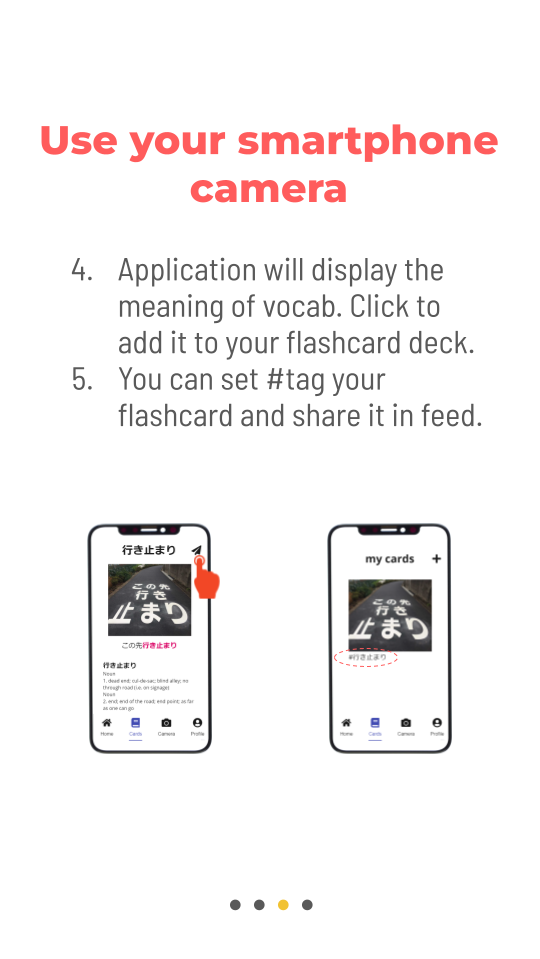 Use your smartphone
camera
4. Application will display the
meaning of vocab. Click to
add it to your flashcard deck.
5. You can set #tag your
flashcard and share it in feed.
行き止まり
この先
行き
止まり
この先行き止まり
行き止まり
Noun
1. dead end; cul-de-sac; blind alley; no
through road (i.e. on signage)
Noun
2. end; end of the road; end point; as far
as one can go
Home Cards Camera Profile
my cards
この先
行き
止まり
#行き止まり
Home Cards Camera Profile